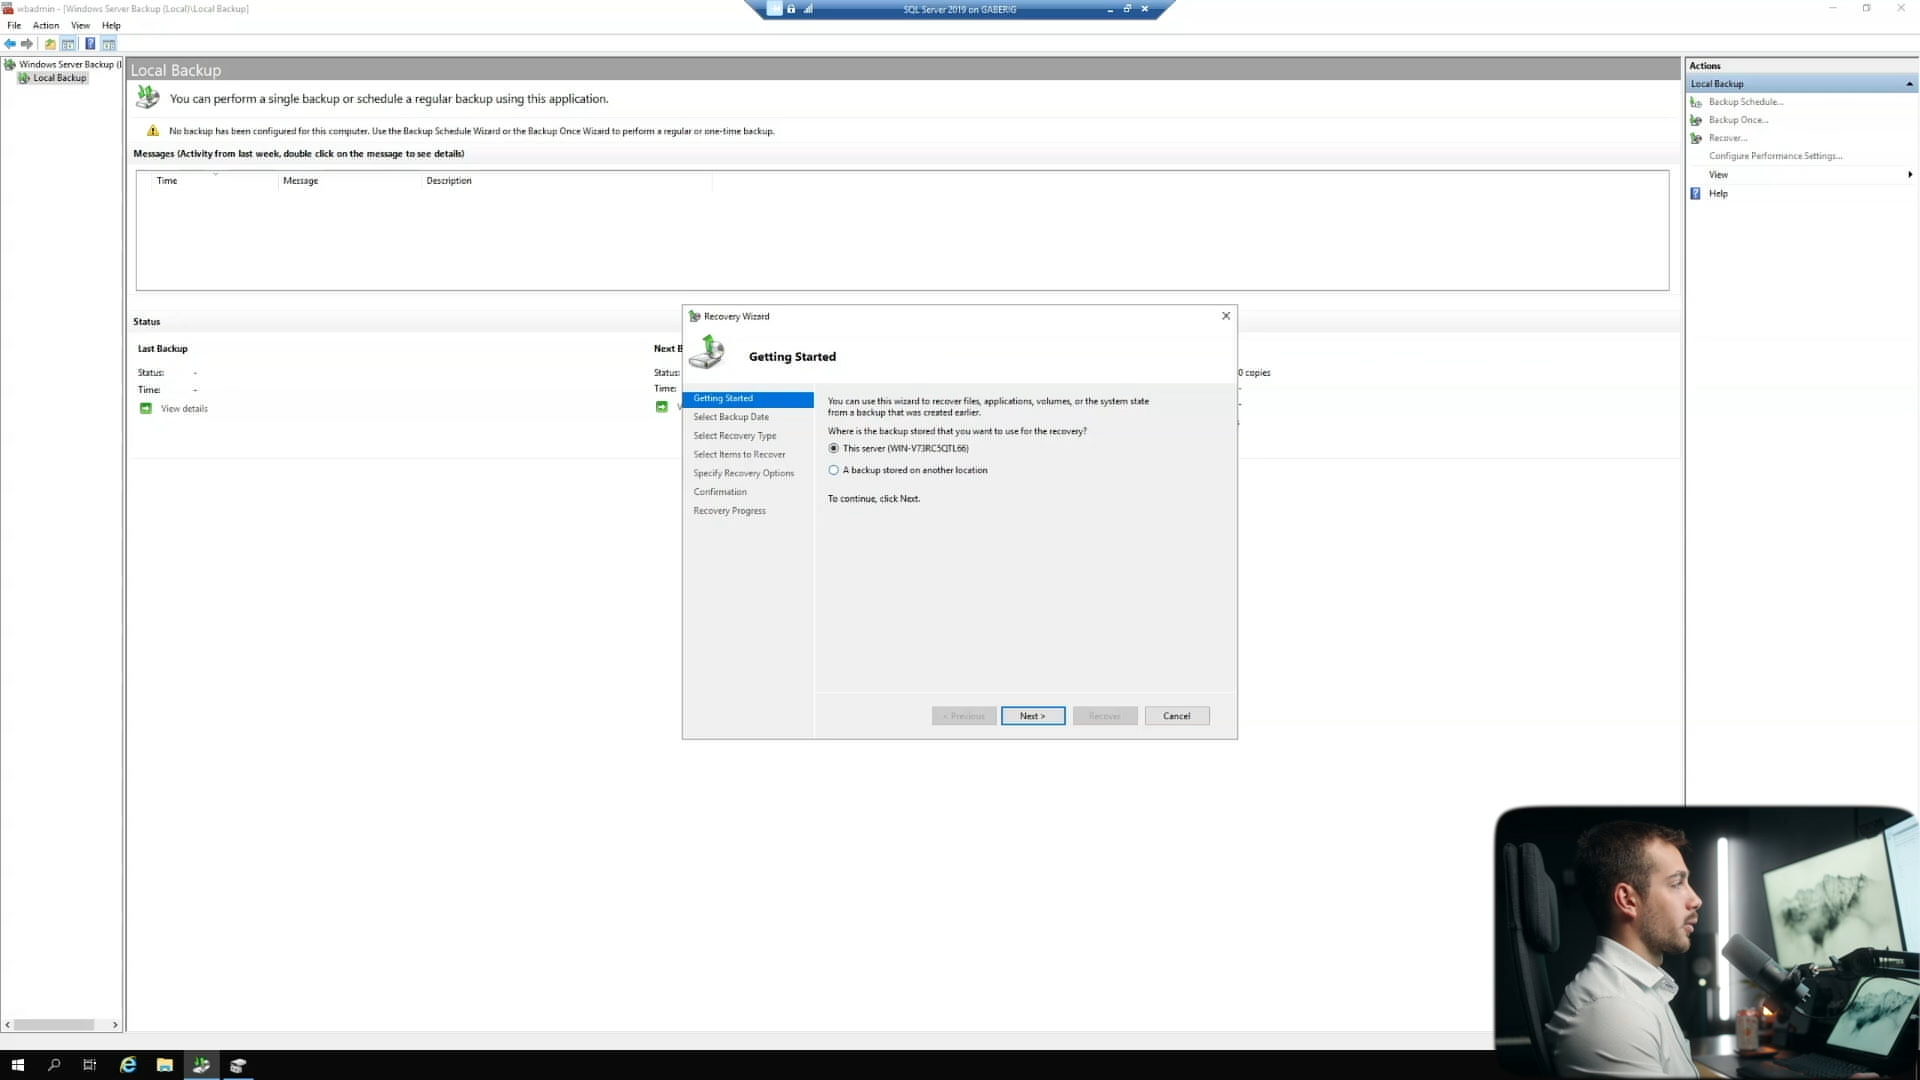 wbadmin - [Windows Server Backup (Local)\Local Backup]
SQL Server 2019 on GABERIG
File Action View Help
Windows Server Backup (l
Local Backup
Local Backup
You can perform a single backup or schedule a regular backup using this application.
No backup has been configured for this computer. Use the Backup Schedule Wizard or the Backup Once Wizard to perform a regular or one-time backup.
Messages (Activity from last week, double click on the message to see details)
Time Message Description
Status
Last Backup
Status: -
Time: -
View details
Next B
Status:
Time:
0 copies
-
-
Recovery Wizard
Getting Started
Getting Started
Select Backup Date
Select Recovery Type
Select Items to Recover
Specify Recovery Options
Confirmation
Recovery Progress
You can use this wizard to recover files, applications, volumes, or the system state
from a backup that was created earlier.
Where is the backup stored that you want to use for the recovery?
This server (WIN-V73RC5QTL66)
A backup stored on another location
To continue, click Next.
< Previous Next > Recover Cancel
Actions
Local Backup
Backup Schedule...
Backup Once...
Recover...
Configure Performance Settings...
View
Help